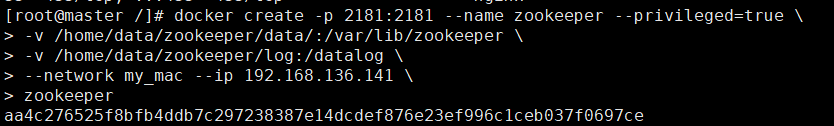 [root@master /]# docker create -p 2181:2181 --name zookeeper --privileged=true \
> -v /home/data/zookeeper/data/:/var/lib/zookeeper \
> -v /home/data/zookeeper/log:/datalog \
> --network my_mac --ip 192.168.136.141 \
> zookeeper
aa4c276525f8bfb4ddb7c297238387e14dcdef876e23ef996c1ceb037f0697ce